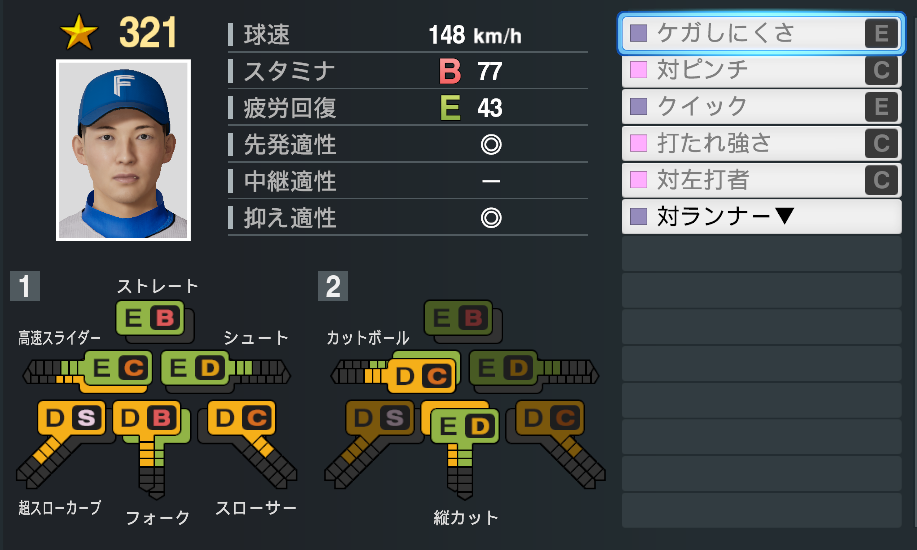 ★ 321
F
球速 148 km/h
スタミナ B 77
疲労回復 E 43
先発適性 ◎
中継適性 ー
抑え適性 ◎
ケガしにくさ E
対ピンチ C
クイック E
打たれ強さ C
対左打者 C
対ランナー▼
1
ストレート
E B
高速スライダー
シュート
E C
E D
D S
D B
D C
超スローカーブ
フォーク
スローサー
2
E B
カットボール
D C
E D
D S
E D
D C
縦カット